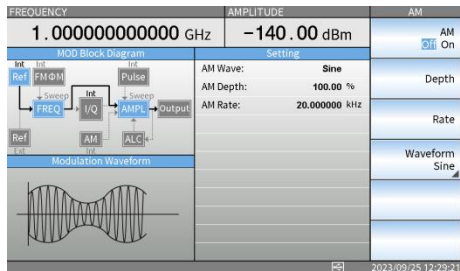 FREQUENCY
AMPLITUDE
AM
1.000000000000 GHz
-140.00 dBm
AM
Off On
MOD Block Diagram
Setting
Int Int Int
Ref FMΦM Pulse
Sweep Int Sweep
FREQ I/Q AMPL Output
Ref AM ALC
Ext Int
AM Wave: Sine
AM Depth: 100.00 %
AM Rate: 20.000000 kHz
Depth
Rate
Waveform
Sine
Modulation Waveform
2023/09/25 12:29:21